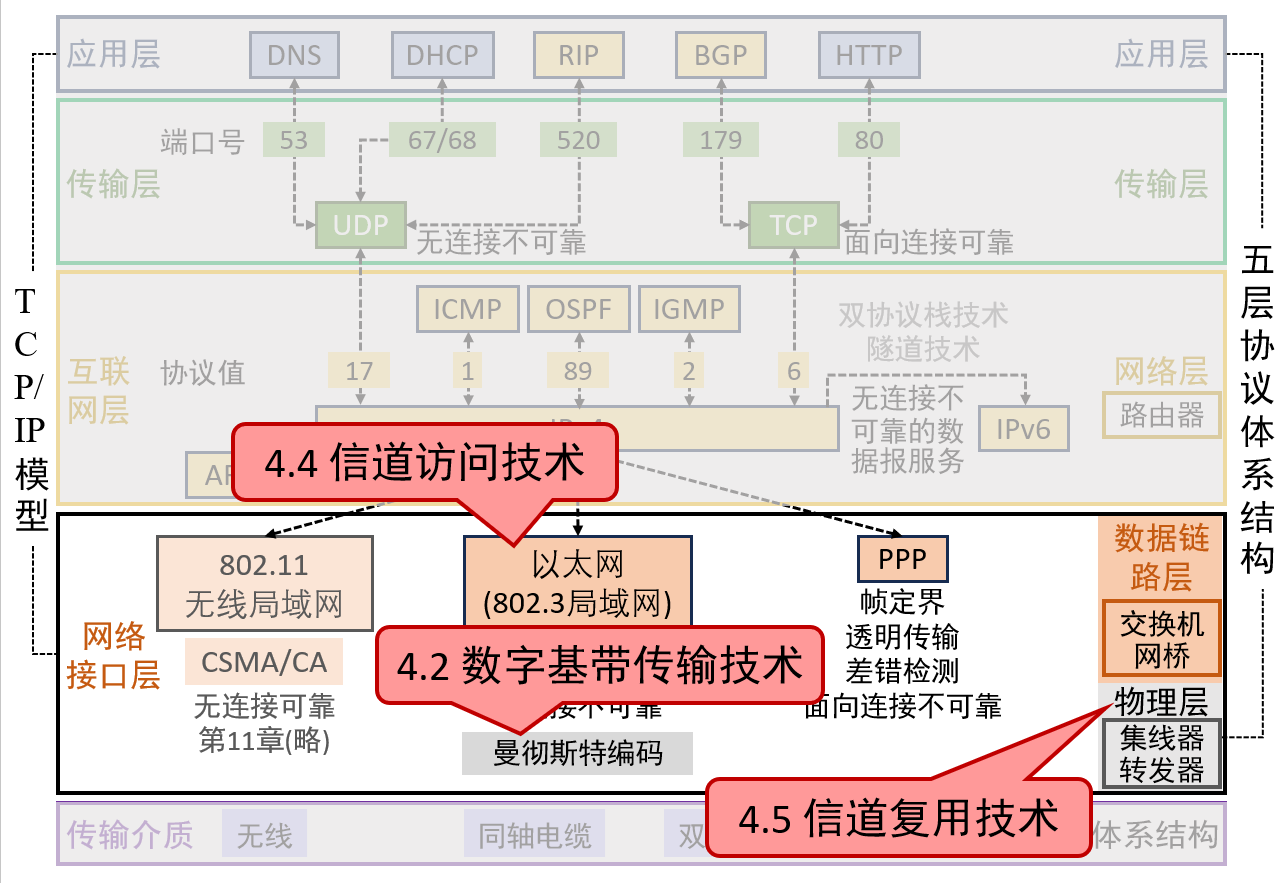 应用层
DNS
DHCP
RIP
BGP
HTTP
应用层
端口号
53
67/68
520
179
80
传输层
传输层
UDP
无连接不可靠
TCP
面向连接可靠
TCP/IP模型
五层协议体系结构
ICMP
OSPF
IGMP
双协议栈技术
隧道技术
互联
网层
协议值
17
1
89
2
6
网络层
路由器
无连接不
可靠的数
据报服务
IPv6
4.4 信道访问技术
802.11
无线局域网
以太网
(802.3局域网)
PPP
数据链
路层
帧定界
透明传输
差错检测
面向连接不可靠
交换机
网桥
网络
接口层
CSMA/CA
4.2 数字基带传输技术
无连接可靠
第11章(略)
曼彻斯特编码
物理层
集线器
转发器
4.5 信道复用技术
传输介质
无线
同轴电缆
双
体系结构